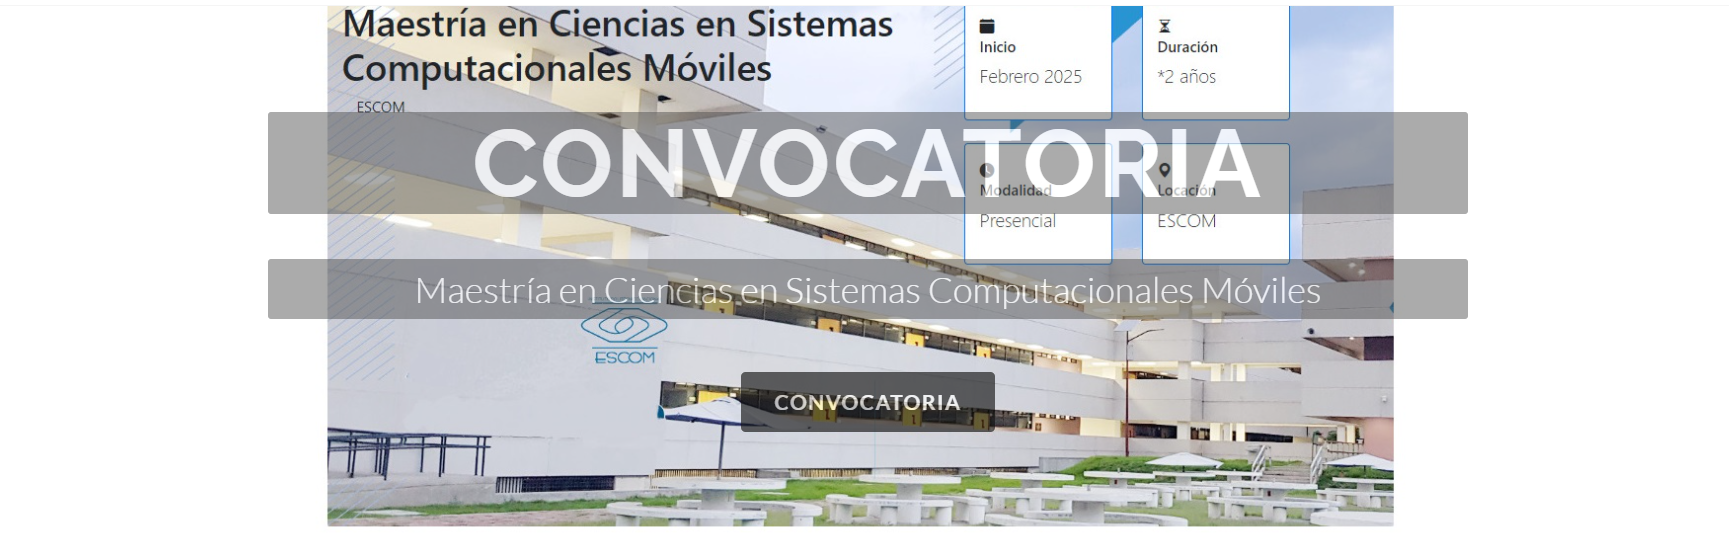 Maestría en Ciencias en Sistemas
Computacionales Móviles
ESCOM
Inicio
Febrero 2025
Duración
*2 años
CONVOCATORIA
Modalidad
Presencial
Locación
ESCOM
Maestría en Ciencias en Sistemas Computacionales Móviles
ESCOM
CONVOCATORIA